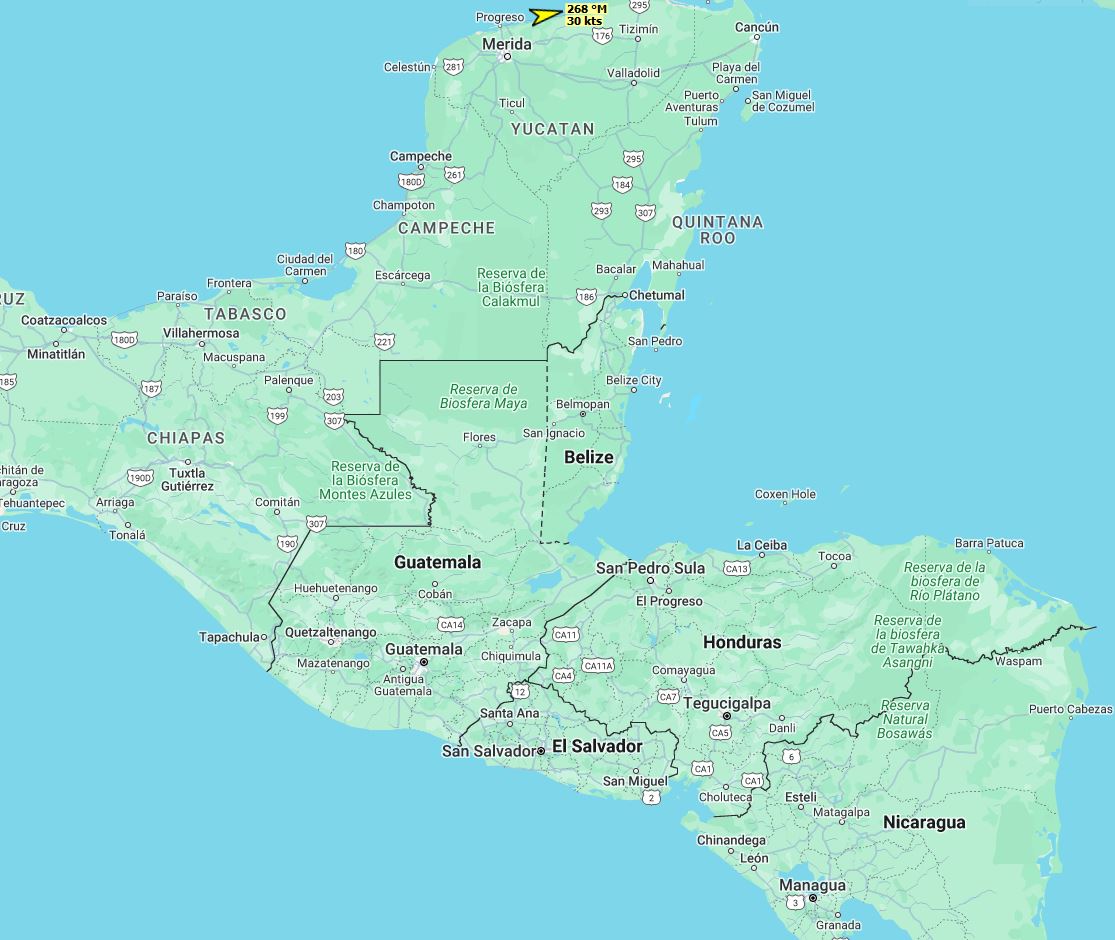 268 °M
30 kts
Progreso
295
Tizimín
176
Cancún
Merida
Celestún
281
Valladolid
Playa del
Carmen
Puerto
Aventuras
San Miguel
de Cozumel
Ticul
Tulum
YUCATAN
Campeche
180D
261
295
184
293
307
Champoton
CAMPECHE
QUINTANA
ROO
180
Ciudad del
Carmen
Escárcega
Reserva de
la Biósfera
Calakmul
Bacalar
Mahahual
186
Chetumal
Frontera
Paraíso
UZ
TABASCO
Coatzacoalcos
180D
Villahermosa
221
San Pedro
Minatitlán
Macuspana
185
187
Palenque
203
199
307
Reserva de
Biosfera Maya
Belize City
Belmopan
San Ignacio
Flores
CHIAPAS
Belize
chitán de
aragoza
190D
Tuxtla
Gutiérrez
Reserva de
la Biósfera
Montes Azules
Tehuantepec
Arriaga
Comitán
Coxen Hole
Cruz
Tonalá
307
190
Guatemala
La Ceiba
Tocoa
Barra Patuca
San Pedro Sula
CA13
Reserva de la
biosfera de
Río Plátano
Huehuetenango
Cobán
El Progreso
Tapachula
Quetzaltenango
CA14
Zacapa
CA11
Honduras
Reserva de
la biosfera
Tawahka
Asangni
Guatemala
Chiquimula
Mazatenango
Antigua
Guatemala
CA4
CA11A
Comayagua
Waspam
12
CA7
Tegucigalpa
Reserva
Natural
Bosawás
Puerto Cabezas
Santa Ana
CA5
Danli
San Salvador
El Salvador
San Miguel
CA1
6
CA1
2
Choluteca
Esteli
Matagalpa
Nicaragua
Chinandega
León
Managua
3
Granada